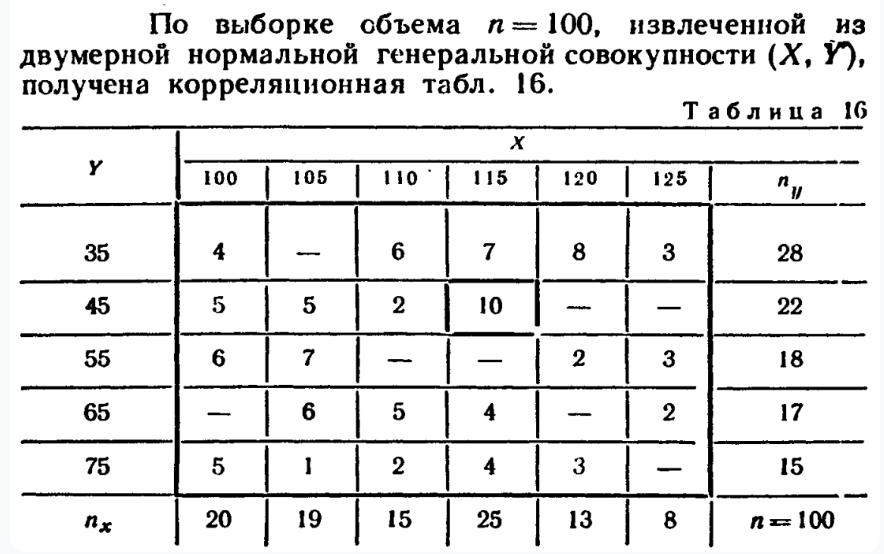 По выборке объема n = 100, извлеченной из
двумерной нормальной генеральной совокупности (X, Y),
получена корреляционная табл. 16.
Таблица 16
Y X
100 105 110 115 120 125 n_y
35 4 — 6 7 8 3 28
45 5 5 2 10 — — 22
55 6 7 — — 2 3 18
65 — 6 5 4 — 2 17
75 5 1 2 4 3 — 15
n_x 20 19 15 25 13 8 n = 100